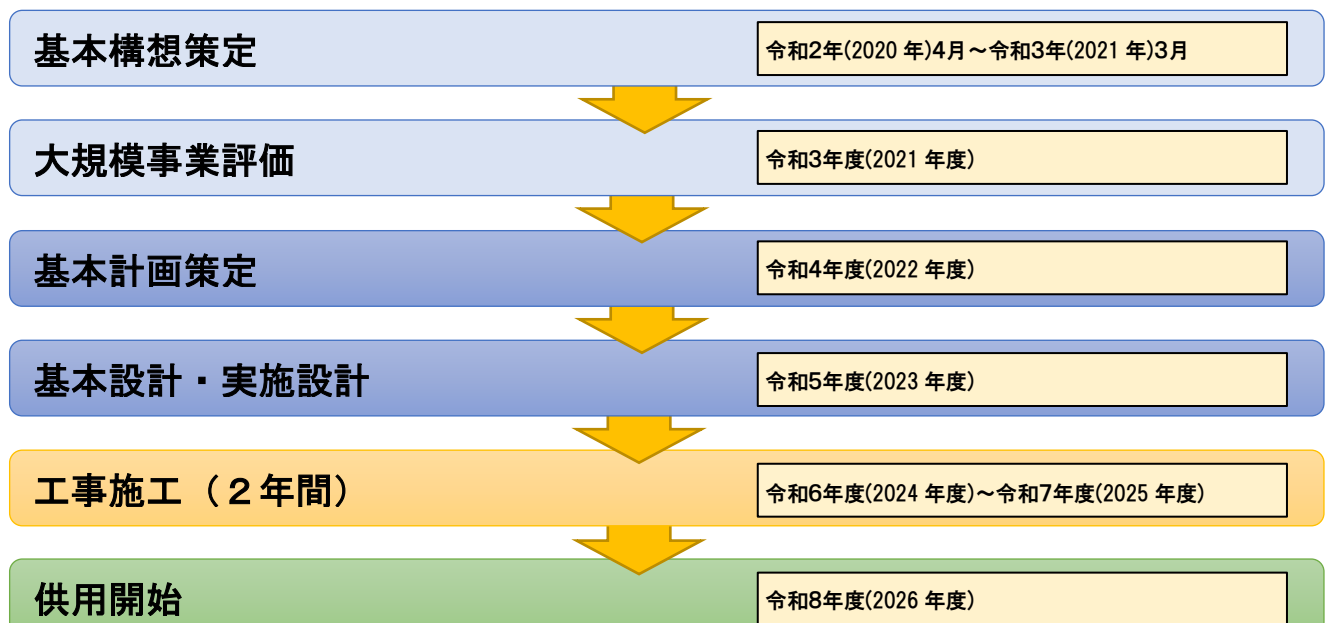 基本構想策定
令和2年(2020 年)4月～令和3年(2021 年)3月
大規模事業評価
令和3年度(2021 年度)
基本計画策定
令和4年度(2022 年度)
基本設計・実施設計
令和5年度(2023 年度)
工事施工（２年間）
令和6年度(2024 年度)～令和7年度(2025 年度)
供用開始
令和8年度(2026 年度)